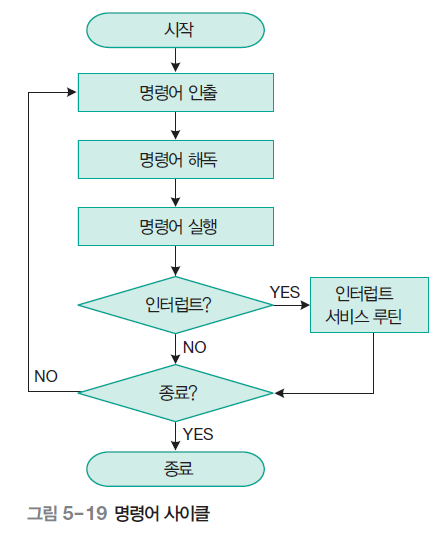 시작
명령어 인출
명령어 해독
명령어 실행
인터럽트?
YES
인터럽트
서비스 루틴
NO
종료?
NO
YES
종료
그림 5-19 명령어 사이클